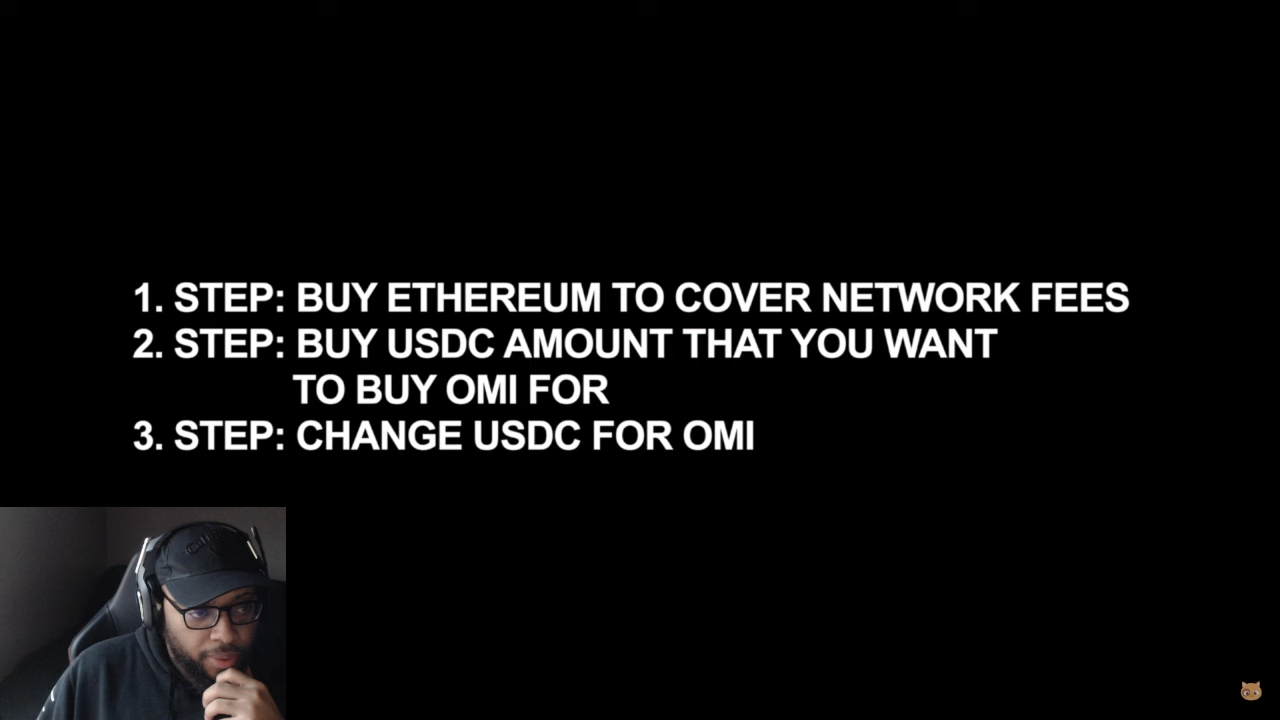 1. STEP: BUY ETHEREUM TO COVER NETWORK FEES
2. STEP: BUY USDC AMOUNT THAT YOU WANT
TO BUY OMI FOR
3. STEP: CHANGE USDC FOR OMI